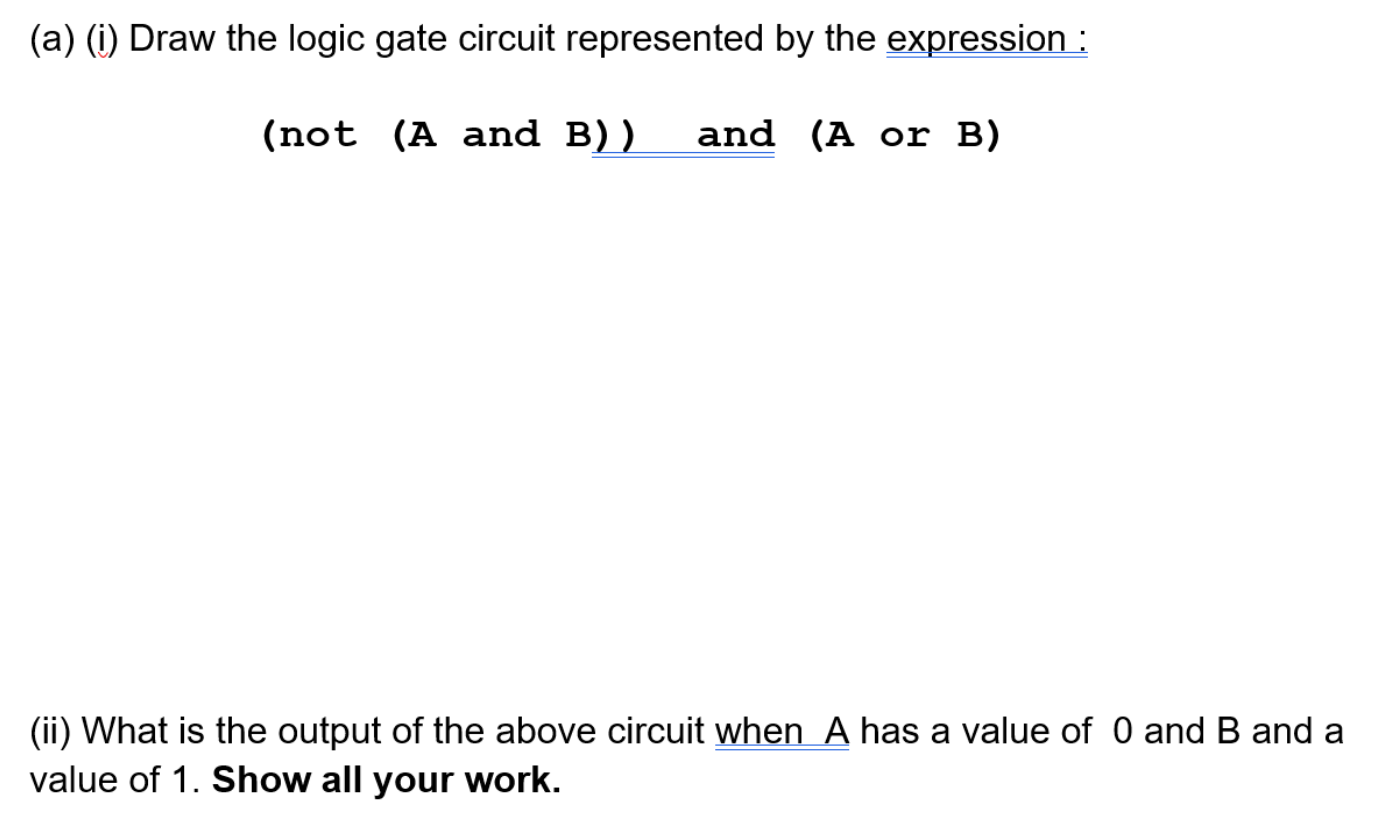 (a) (i) Draw the logic gate circuit represented by the expression :
(not (A and B))  and (A or B)
(ii) What is the output of the above circuit when  A has a value of  0 and B and a
value of 1. Show all your work.